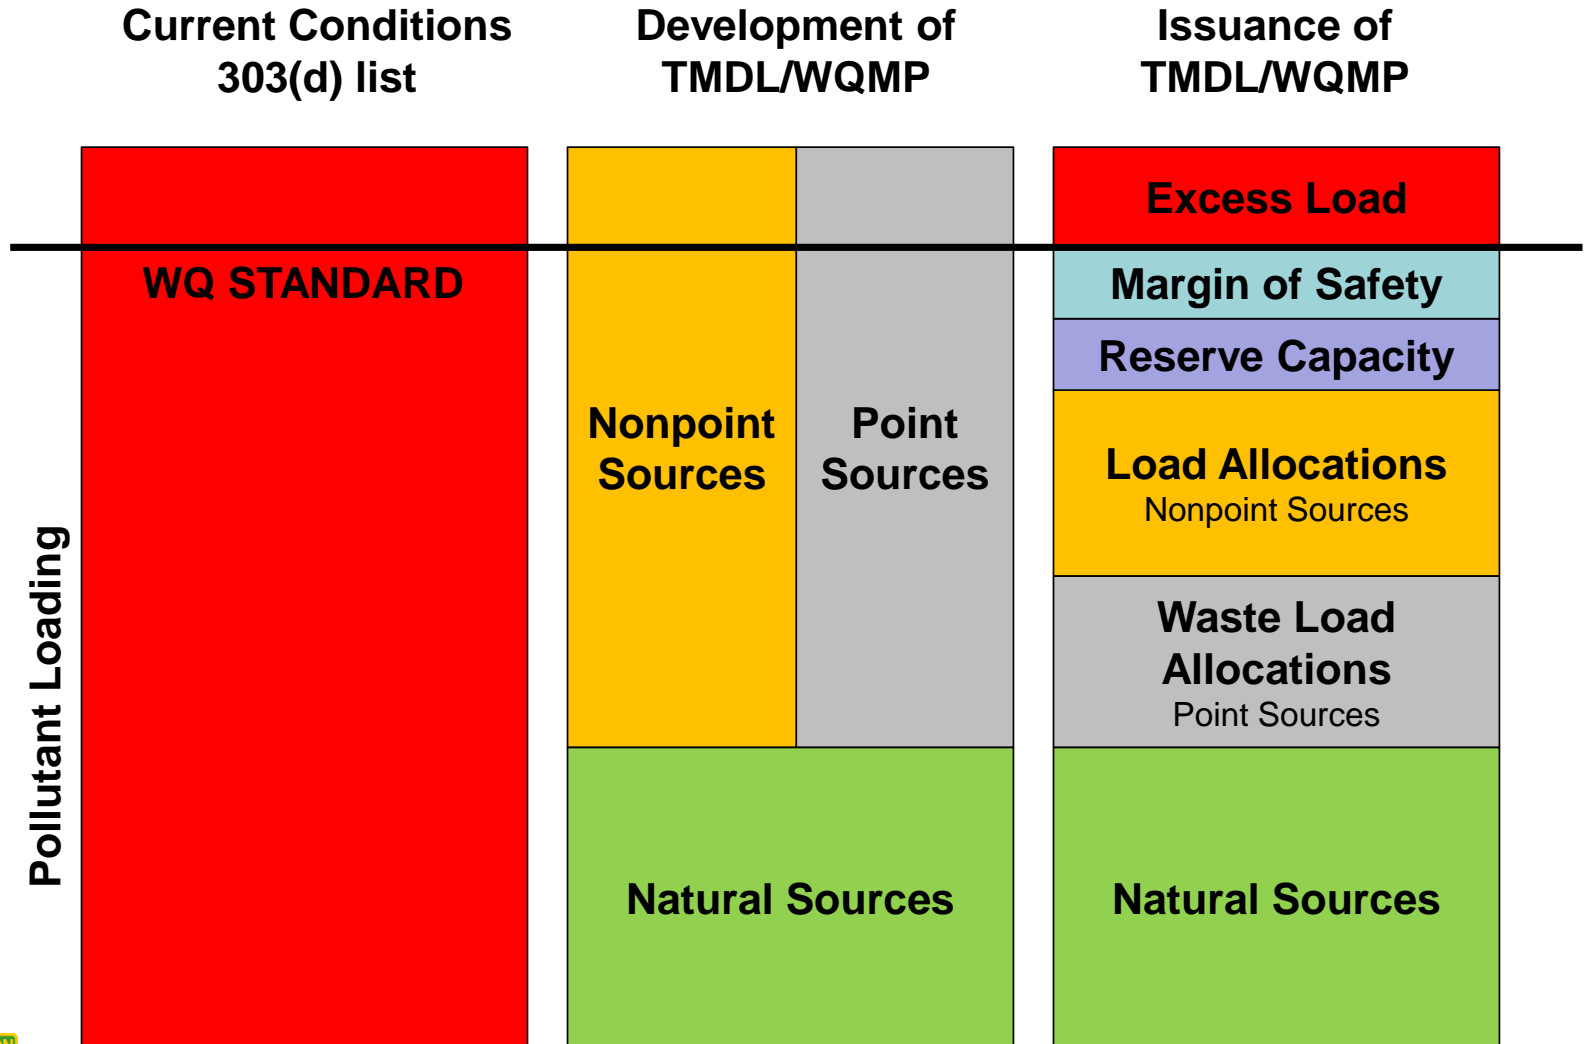 Current Conditions
303(d) list
Development of
TMDL/WQMP
Issuance of
TMDL/WQMP
Pollutant Loading
WQ STANDARD
Nonpoint
Sources
Point
Sources
Natural Sources
Excess Load
Margin of Safety
Reserve Capacity
Load Allocations
Nonpoint Sources
Waste Load
Allocations
Point Sources
Natural Sources